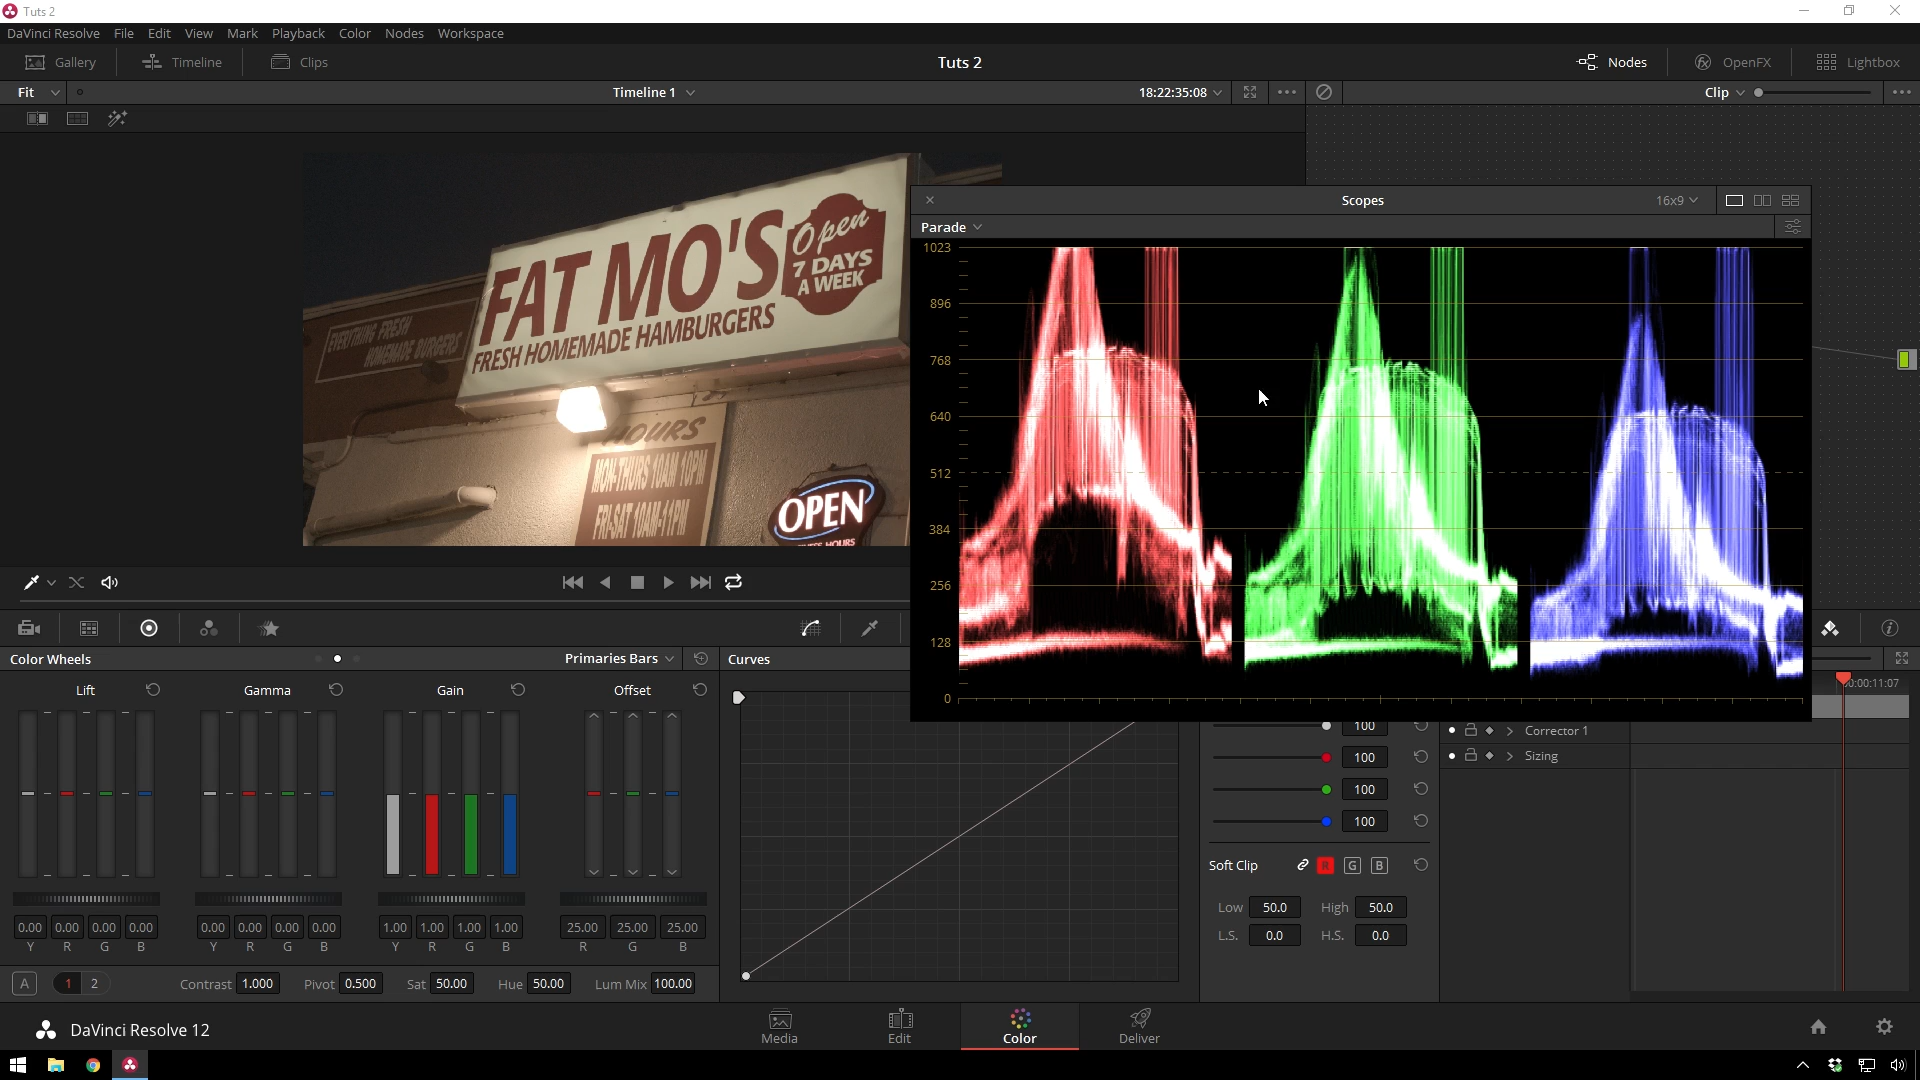 Tuts 2
DaVinci Resolve File Edit View Mark Playback Color Nodes Workspace
Gallery Timeline Clips Tuts 2 Nodes OpenFX Lightbox
Fit Timeline 1 18:22:35:08 Clip
FAT MO'S
FRESH HOMEMADE HAMBURGERS
Open
7 DAYS
A WEEK
EVERYTHING FRESH
HOMEMADE BURGERS
HOURS
MON-THURS 10AM 10PM
FRI-SAT 10AM-11PM
OPEN
HOURS
Scopes 16x9
Parade
1023
896
768
640
512
384
256
128
0
Color Wheels Primaries Bars Curves
00:00:11:07
Lift Gamma Gain Offset
0.00 0.00 0.00 0.00 0.00 0.00 0.00 0.00 1.00 1.00 1.00 1.00 25.00 25.00 25.00
Y R G B Y R G B Y R G B R G B
A 1 2 Contrast 1.000 Pivot 0.500 Sat 50.00 Hue 50.00 Lum Mix 100.00
100
100
100
100
Soft Clip R G B
Low 50.0 High 50.0
L.S. 0.0 H.S. 0.0
Corrector 1
Sizing
DaVinci Resolve 12 Media Edit Color Deliver